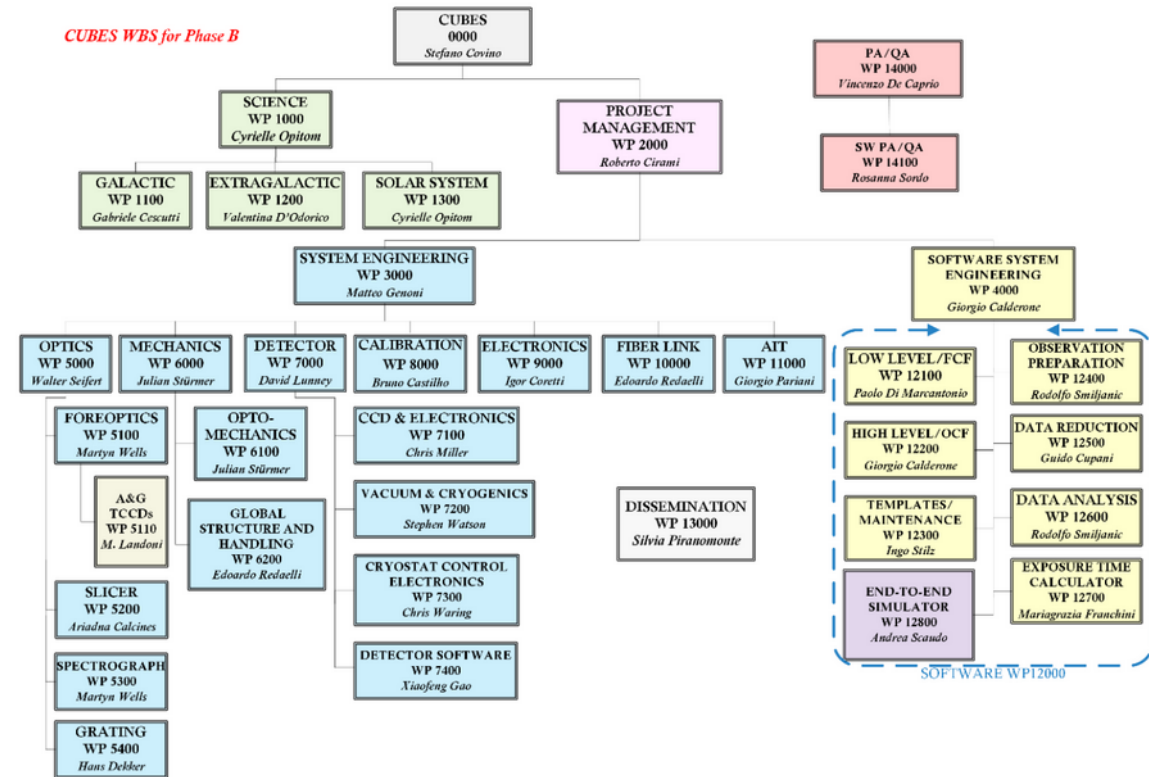 CUBES WBS for Phase B
CUBES
0000
Stefano Covino
PA/QA
WP 14000
Vincenzo De Caprio
SCIENCE
WP 1000
Cyrielle Opitom
PROJECT
MANAGEMENT
WP 2000
Roberto Cirami
SW PA/QA
WP 14100
Rosanna Sordo
GALACTIC
WP 1100
Gabriele Cescutti
EXTRAGALACTIC
WP 1200
Valentina D'Odorico
SOLAR SYSTEM
WP 1300
Cyrielle Opitom
SYSTEM ENGINEERING
WP 3000
Matteo Genoni
SOFTWARE SYSTEM
ENGINEERING
WP 4000
Giorgio Calderone
OPTICS
WP 5000
Walter Seifert
MECHANICS
WP 6000
Julian Stürmer
DETECTOR
WP 7000
David Lunney
CALIBRATION
WP 8000
Bruno Castilho
ELECTRONICS
WP 9000
Igor Coretti
FIBER LINK
WP 10000
Edoardo Redaelli
AIT
WP 11000
Giorgio Pariani
FOREOPTICS
WP 5100
Martyn Wells
A&G
TCCDs
WP 5110
M. Landoni
SLICER
WP 5200
Ariadna Calcines
SPECTROGRAPH
WP 5300
Martyn Wells
GRATING
WP 5400
Hans Dekker
OPTO-
MECHANICS
WP 6100
Julian Stürmer
GLOBAL
STRUCTURE AND
HANDLING
WP 6200
Edoardo Redaelli
CCD & ELECTRONICS
WP 7100
Chris Miller
VACUUM & CRYOGENICS
WP 7200
Stephen Watson
CRYOSTAT CONTROL
ELECTRONICS
WP 7300
Chris Waring
DETECTOR SOFTWARE
WP 7400
Xiaofeng Gao
DISSEMINATION
WP 13000
Silvia Piranomonte
LOW LEVEL/FCF
WP 12100
Paolo Di Marcantonio
HIGH LEVEL/OCF
WP 12200
Giorgio Calderone
TEMPLATES/
MAINTENANCE
WP 12300
Ingo Stilz
END-TO-END
SIMULATOR
WP 12800
Andrea Scaudo
OBSERVATION
PREPARATION
WP 12400
Rodolfo Smiljanic
DATA REDUCTION
WP 12500
Guido Cupani
DATA ANALYSIS
WP 12600
Rodolfo Smiljanic
EXPOSURE TIME
CALCULATOR
WP 12700
Mariagrazia Franchini
SOFTWARE WP12000